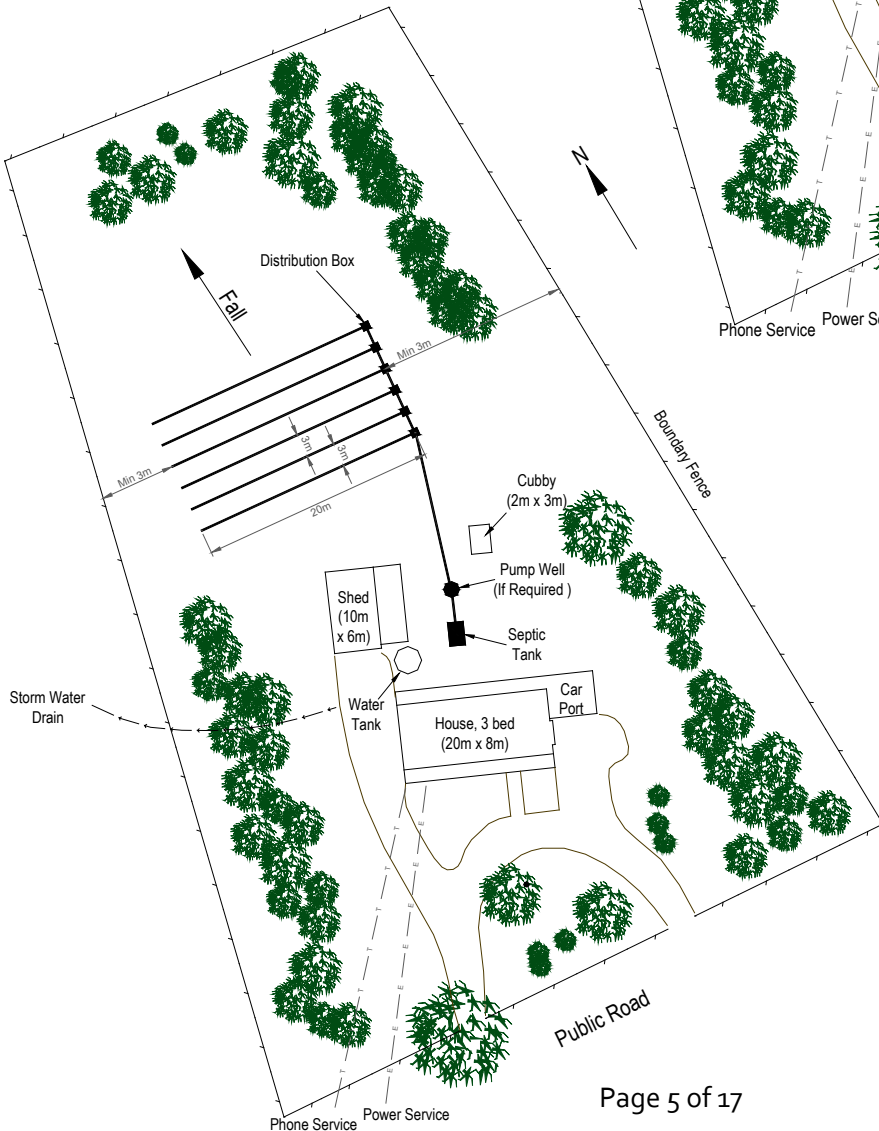 N
Distribution Box
Fall
Phone Service
Power Se
Min 3m
Boundary Fence
3m
3m
Min 3m
20m
Cubby
(2m x 3m)
Pump Well
(If Required )
Shed
(10m
x 6m)
Septic
Tank
Storm Water
Drain
Water
Tank
Car
Port
House, 3 bed
(20m x 8m)
T
T
E
E
E
T
T
T
T
E
E
E
E
E
Public Road
Phone Service
Power Service
Page 5 of 17